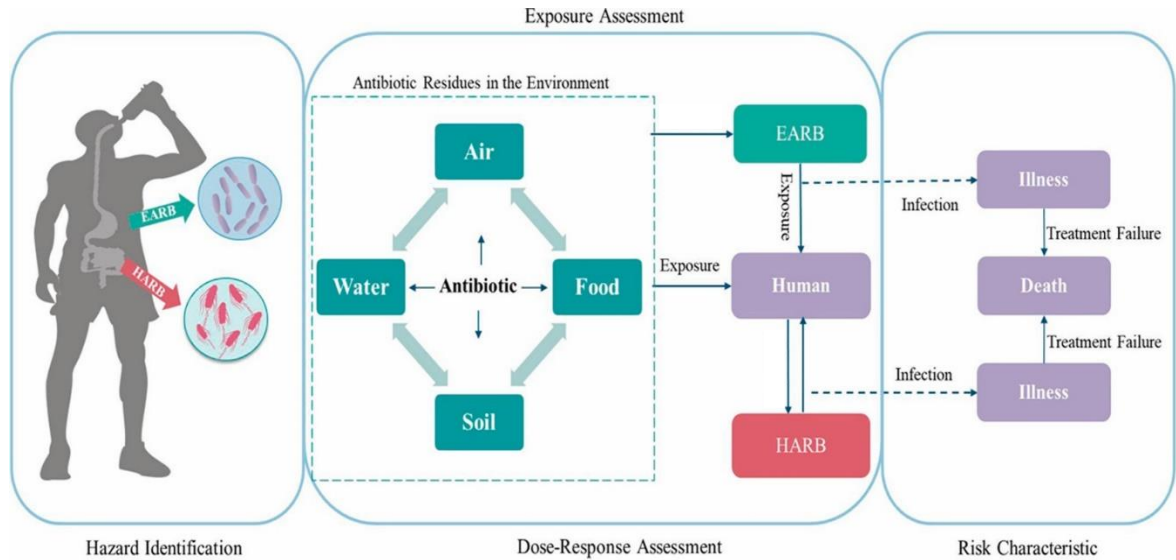 Exposure Assessment
Antibiotic Residues in the Environment
Air
EARB
Exposure
Illness
Infection
EARB
Treatment Failure
HARB
Water
Antibiotic
Food
Exposure
Human
Death
Treatment Failure
Infection
Illness
Soil
HARB
Hazard Identification
Dose-Response Assessment
Risk Characteristic